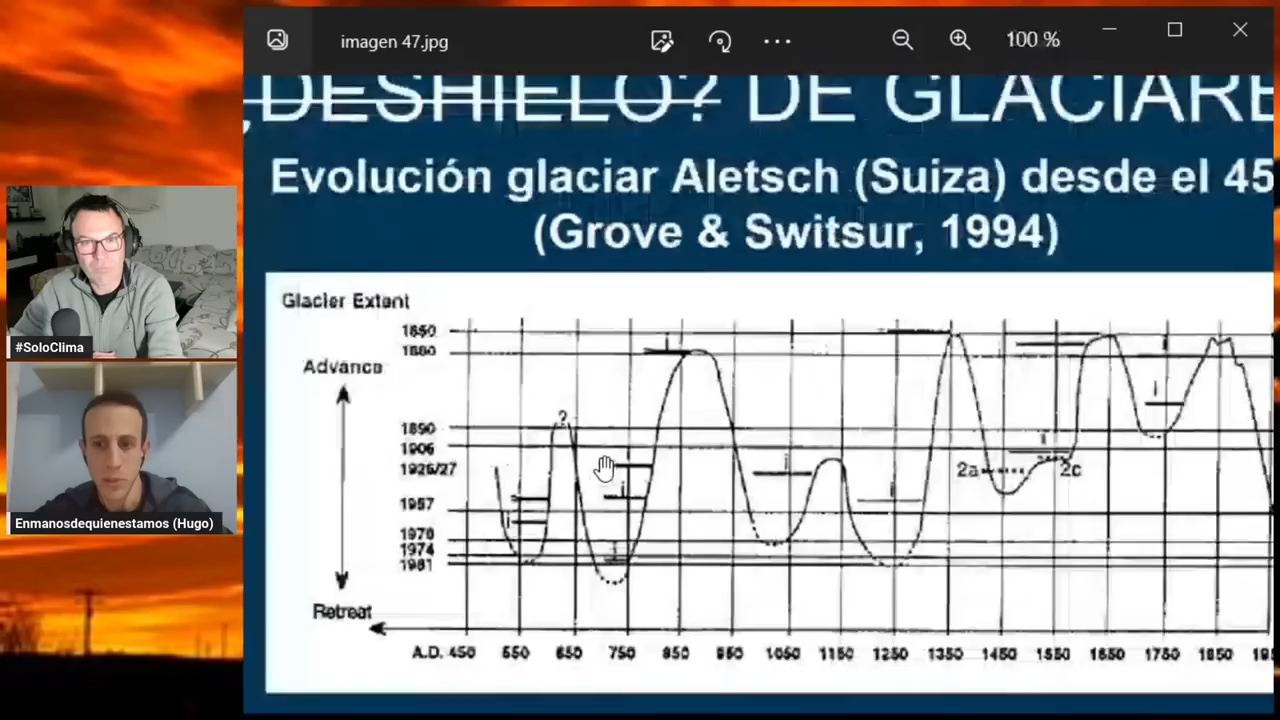 imagen 47.jpg
100 %
¿DESHIELO? DE GLACIARE
Evolución glaciar Aletsch (Suiza) desde el 45
(Grove & Switsur, 1994)
Glacier Extent
1850
1860
Advance
1890
1906
1926/27
1957
1970
1974
1981
Retreat
?
2a
2c
A.D. 450 550 650 750 850 950 1050 1150 1250 1350 1450 1550 1650 1750 1850 195
#SoloClima
Enmanosdequienestamos (Hugo)